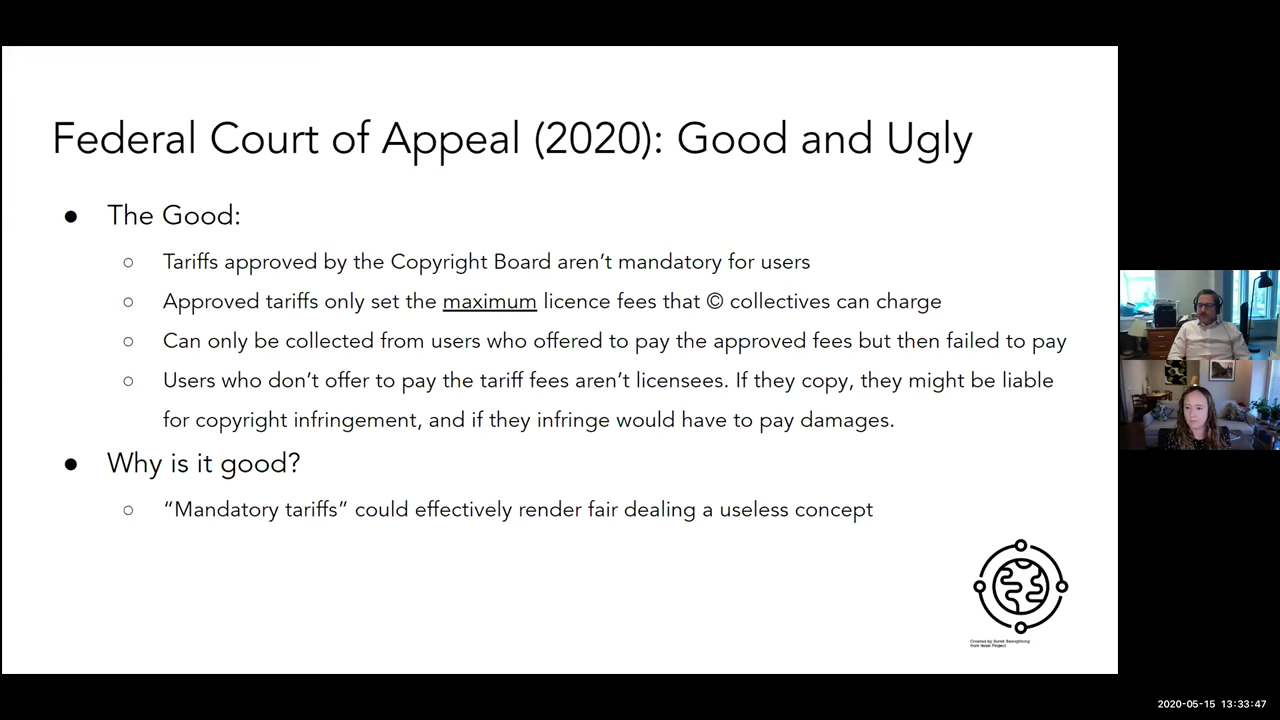 Federal Court of Appeal (2020): Good and Ugly
● The Good:
○ Tariffs approved by the Copyright Board aren’t mandatory for users
○ Approved tariffs only set the maximum licence fees that © collectives can charge
○ Can only be collected from users who offered to pay the approved fees but then failed to pay
○ Users who don’t offer to pay the tariff fees aren’t licensees. If they copy, they might be liable
for copyright infringement, and if they infringe would have to pay damages.
● Why is it good?
○ “Mandatory tariffs” could effectively render fair dealing a useless concept
Created by
from Noun Project
2020-05-15 13:33:47